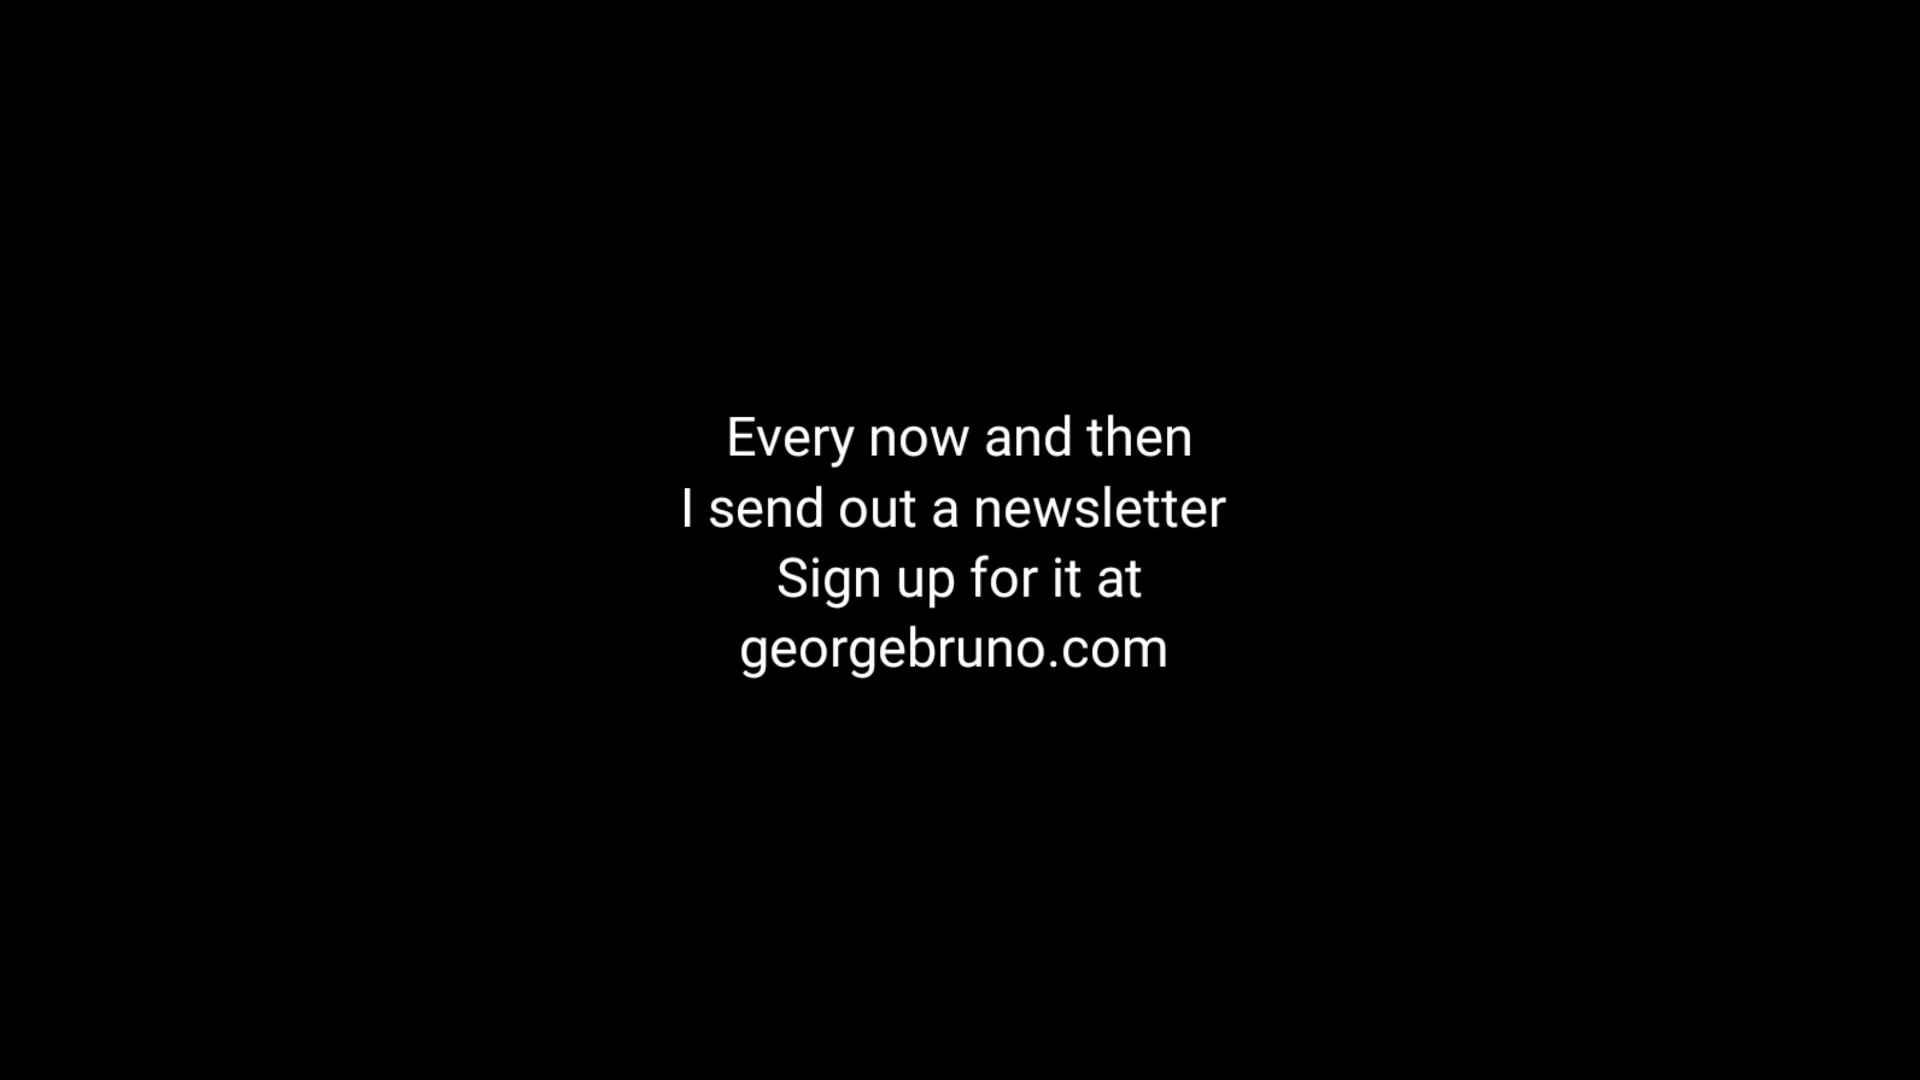 Every now and then
I send out a newsletter
Sign up for it at
georgebruno.com